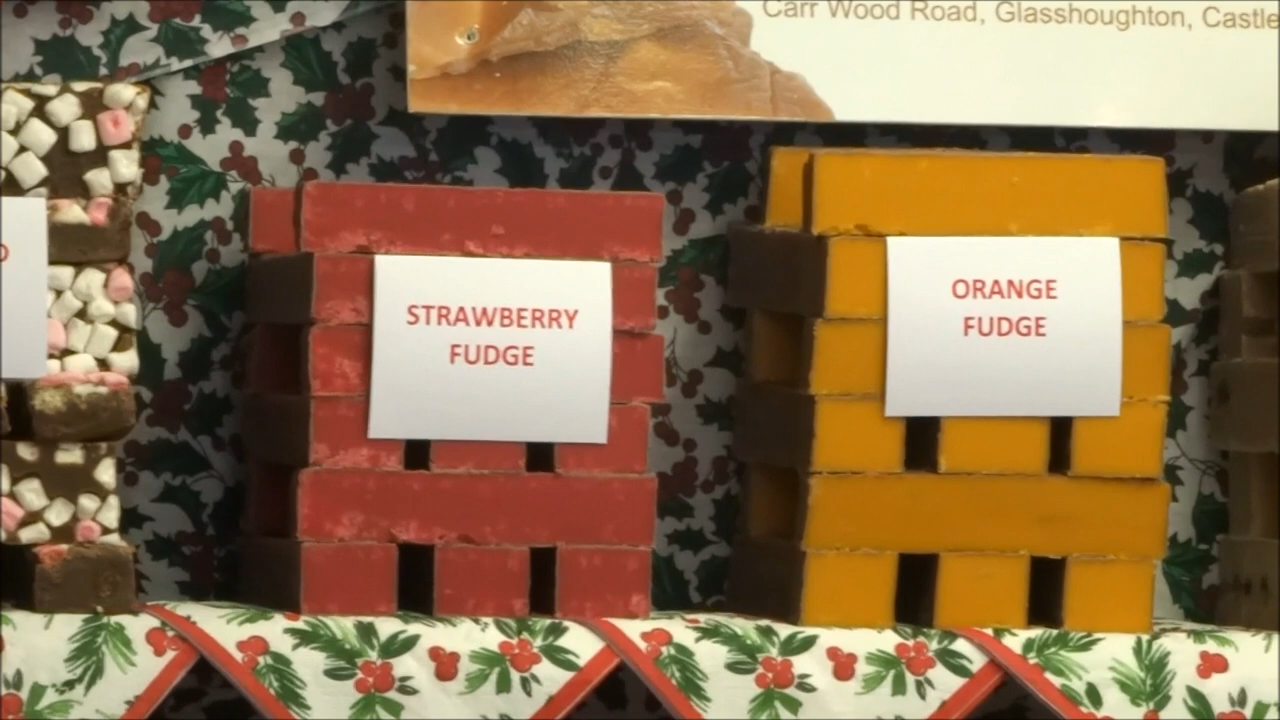 Carr Wood Road, Glasshoughton, Castle
STRAWBERRY
FUDGE
ORANGE
FUDGE